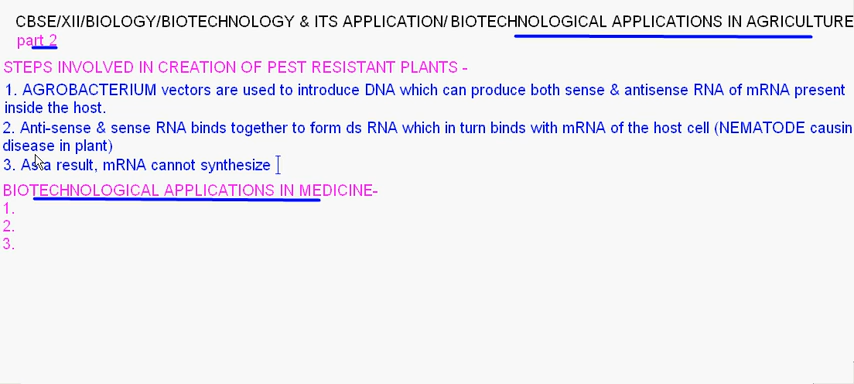 CBSE/XII/BIOLOGY/BIOTECHNOLOGY & ITS APPLICATION/ BIOTECHNOLOGICAL APPLICATIONS IN AGRICULTURE
part 2
STEPS INVOLVED IN CREATION OF PEST RESISTANT PLANTS -
1. AGROBACTERIUM vectors are used to introduce DNA which can produce both sense & antisense RNA of mRNA present
inside the host.
2. Anti-sense & sense RNA binds together to form ds RNA which in turn binds with mRNA of the host cell (NEMATODE causin
disease in plant)
3. As a result, mRNA cannot synthesize
BIOTECHNOLOGICAL APPLICATIONS IN MEDICINE-
1.
2.
3.